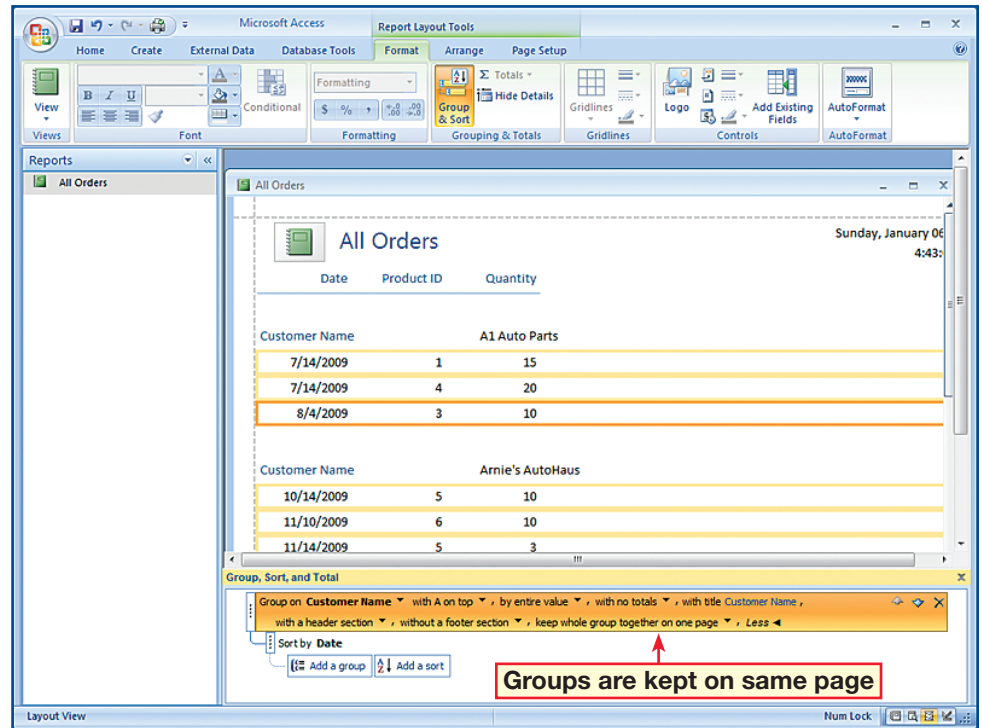 Microsoft Access
Report Layout Tools
Home Create External Data Database Tools Format Arrange Page Setup
View
Views
B I U
A
Font
Conditional
Formatting
$ % ,
Formatting
Group & Sort
Σ Totals
Hide Details
Grouping & Totals
Gridlines
Gridlines
Logo
Add Existing Fields
Controls
AutoFormat
AutoFormat
Reports
All Orders
All Orders
All Orders
Sunday, January 06
4:43:
Date Product ID Quantity
Customer Name A1 Auto Parts
7/14/2009 1 15
7/14/2009 4 20
8/4/2009 3 10
Customer Name Arnie's AutoHaus
10/14/2009 5 10
11/10/2009 6 10
11/14/2009 5 3
Group, Sort, and Total
Group on Customer Name with A on top , by entire value , with no totals , with title Customer Name ,
with a header section , without a footer section , keep whole group together on one page , Less
Sort by Date
Add a group Add a sort
Groups are kept on same page
Layout View
Num Lock